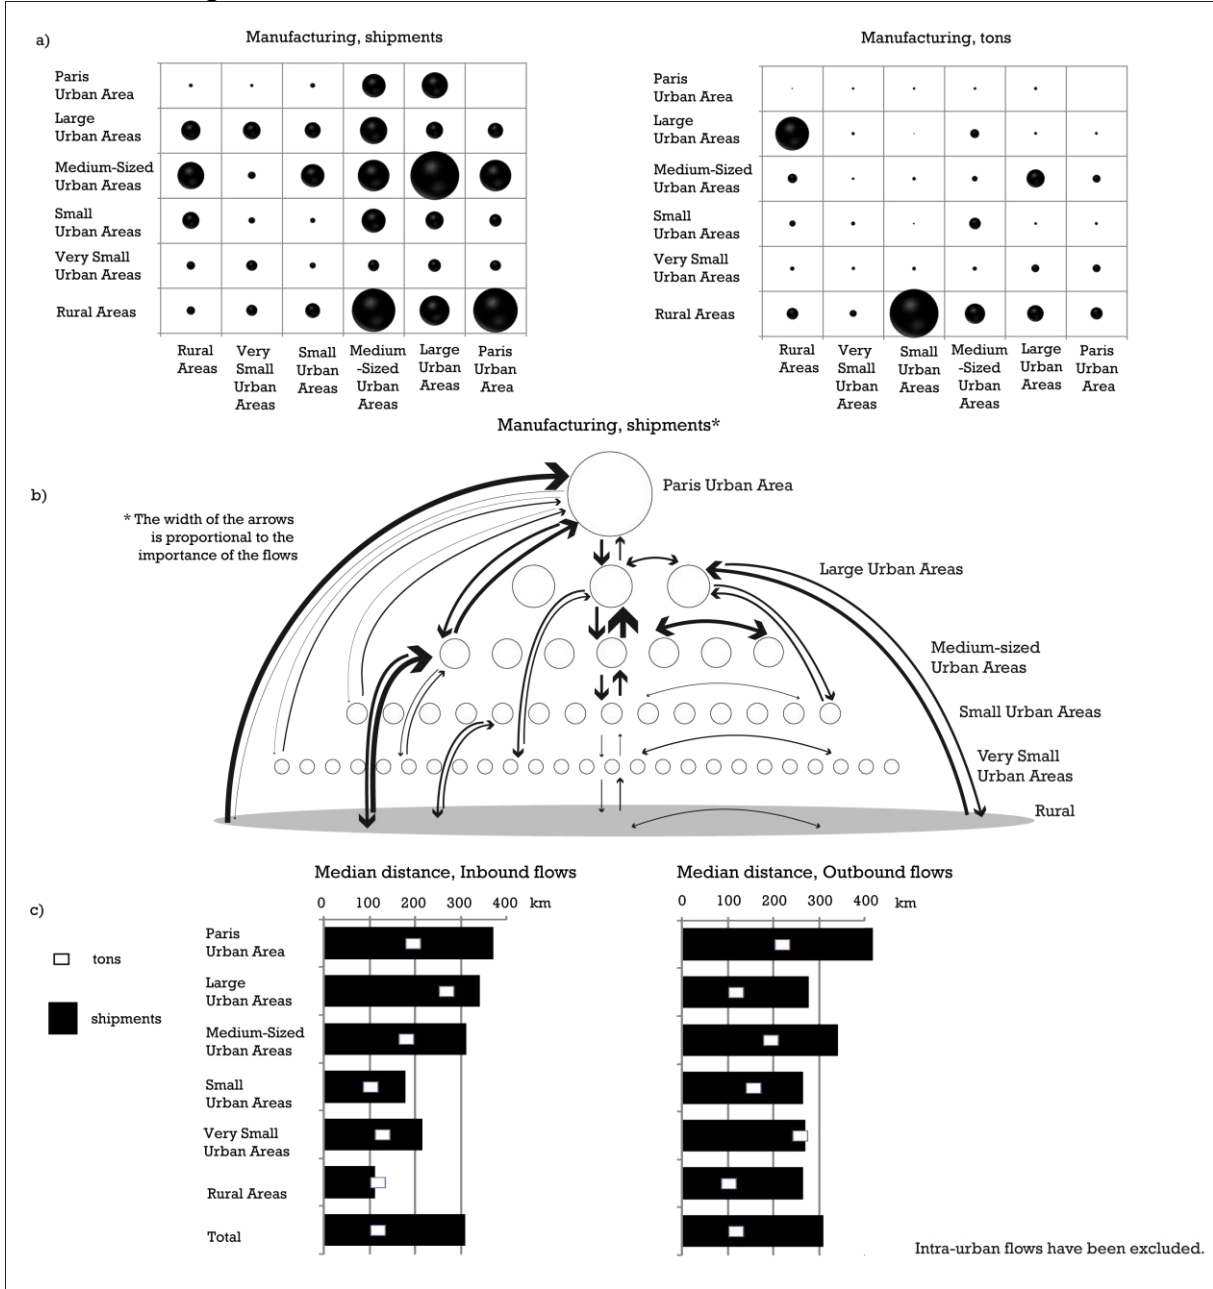 a)
Manufacturing, shipments
Paris
Urban Area
Large
Urban Areas
Medium-Sized
Urban Areas
Small
Urban Areas
Very Small
Urban Areas
Rural Areas
Rural
Areas
Very
Small
Urban
Areas
Small
Urban
Areas
Medium
-Sized
Urban
Areas
Large
Urban
Areas
Paris
Urban
Area
Manufacturing, tons
Paris
Urban Area
Large
Urban Areas
Medium-Sized
Urban Areas
Small
Urban Areas
Very Small
Urban Areas
Rural Areas
Rural
Areas
Very
Small
Urban
Areas
Small
Urban
Areas
Medium
-Sized
Urban
Areas
Large
Urban
Areas
Paris
Urban
Area
Manufacturing, shipments*
b)
* The width of the arrows
is proportional to the
importance of the flows
Paris Urban Area
Large Urban Areas
Medium-sized
Urban Areas
Small Urban Areas
Very Small
Urban Areas
Rural
c)
tons
shipments
Median distance, Inbound flows
0 100 200 300 400 km
Paris
Urban Area
Large
Urban Areas
Medium-Sized
Urban Areas
Small
Urban Areas
Very Small
Urban Areas
Rural Areas
Total
Median distance, Outbound flows
0 100 200 300 400 km
Intra-urban flows have been excluded.